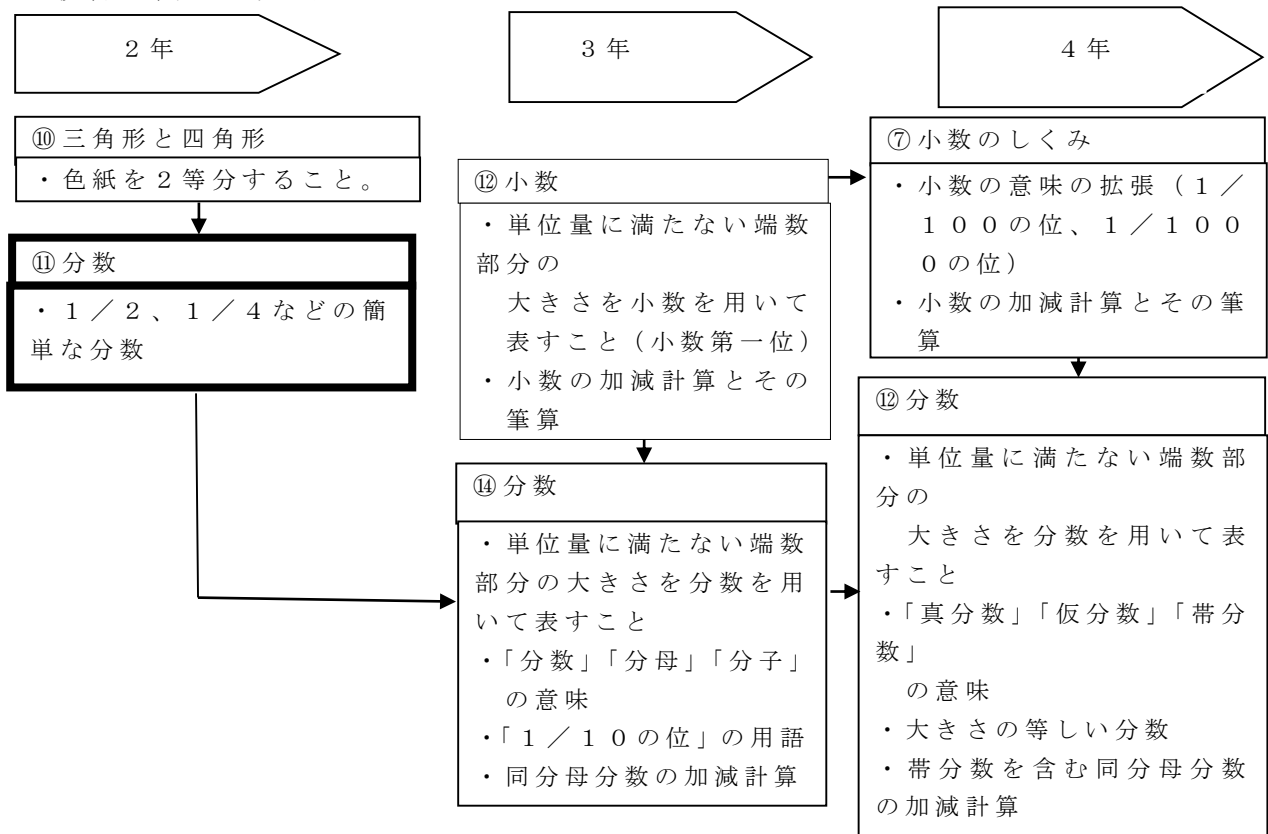 ２年
３年
４年
⑩三角形と四角形
・色紙を２等分すること。
⑪分数
・１／２、１／４などの簡
単な分数
⑫小数
・単位量に満たない端数
部分の
大きさを小数を用いて
表すこと（小数第一位）
・小数の加減計算とその
筆算
⑭分数
・単位量に満たない端数
部分の大きさを分数を用
いて表すこと
・「分数」「分母」「分子」
の意味
・「１／１０の位」の用語
・同分母分数の加減計算
⑦小数のしくみ
・小数の意味の拡張（１／
１００の位、１／１００
０の位）
・小数の加減計算とその筆
算
⑫分数
・単位量に満たない端数部
分の
大きさを分数を用いて表
すこと
・「真分数」「仮分数」「帯分
数」
の意味
・大きさの等しい分数
・帯分数を含む同分母分数
の加減計算